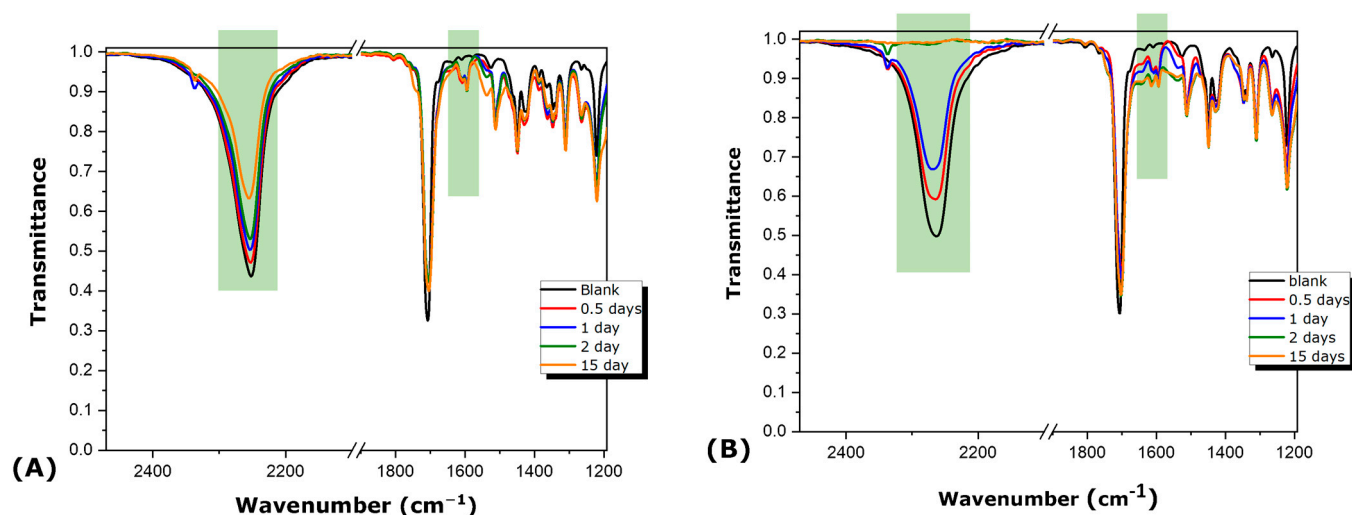 1.0
0.9
0.8
0.7
0.6
0.5
0.4
0.3
0.2
0.1
0.0
Transmittance
2400
2200
1800
1600
1400
1200
Wavenumber (cm⁻¹)
Blank
0.5 days
1 day
2 day
15 day
(A)
1.0
0.9
0.8
0.7
0.6
0.5
0.4
0.3
0.2
0.1
0.0
Transmittance
2400
2200
1800
1600
1400
1200
Wavenumber (cm⁻¹)
blank
0.5 days
1 day
2 days
15 days
(B)